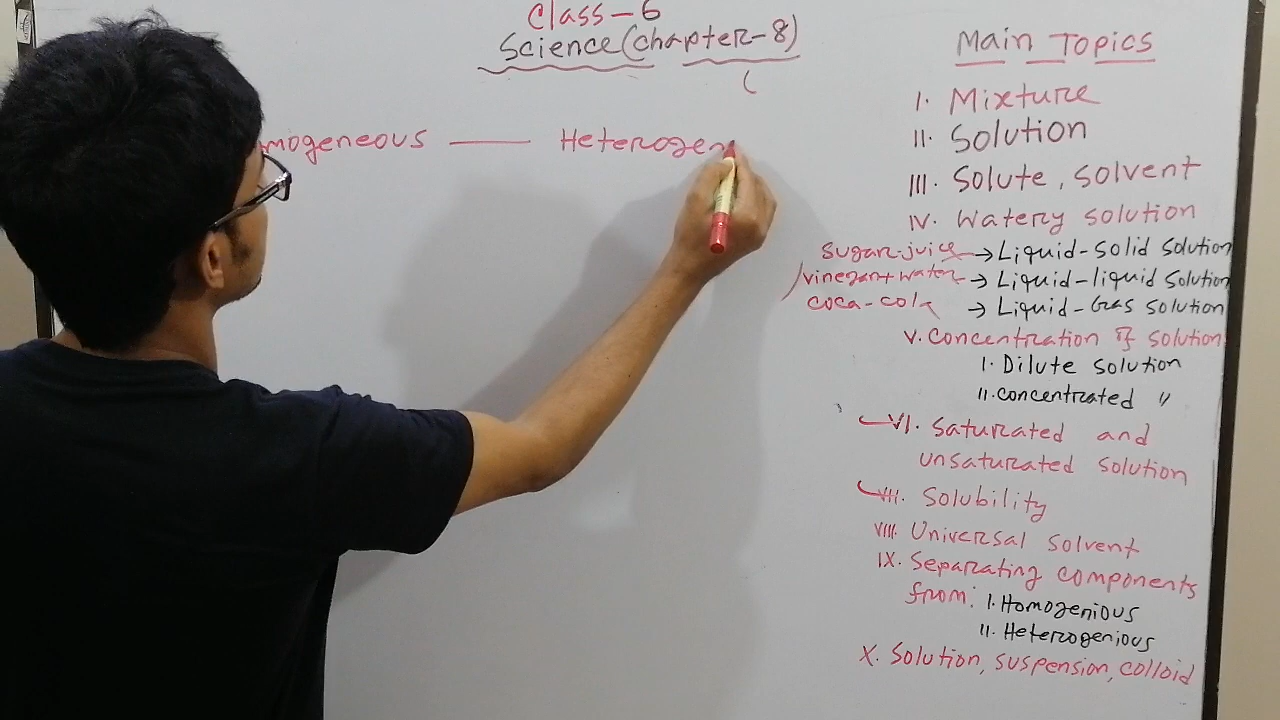 Class-6
Science (chapter-8)
mogeneous — Heterogen
Main Topics
I. Mixture
II. Solution
III. Solute, solvent
IV. Watery solution
sugar-juice → Liquid-solid solution
vinegar+water → Liquid-liquid solution
coca-cola → Liquid-Gas solution
V. Concentration of solution
I. Dilute solution
II. concentrated "
VI. Saturated and
unsaturated solution
VII. Solubility
VIII. Universal solvent
IX. Separating components
from: I. Homogenious
II. Heterogenious
X. Solution, suspension, colloid